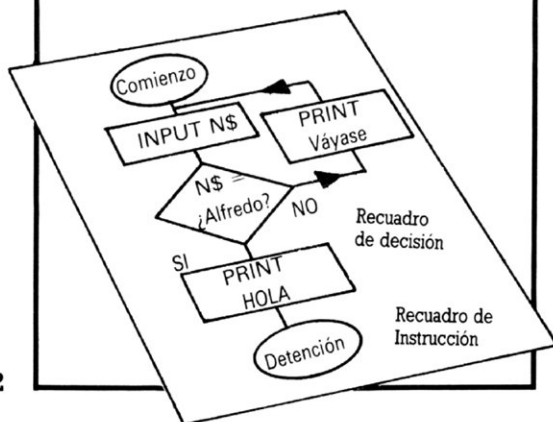 Comienzo
INPUT N$
PRINT
Váyase
N$ =
¿Alfredo?
NO
Recuadro
de decisión
SI
PRINT
HOLA
Recuadro de
Instrucción
Detención
2